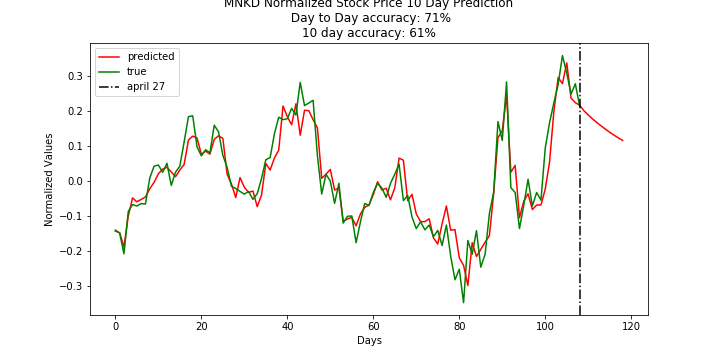 MNKD Normalized Stock Price 10 Day Prediction
Day to Day accuracy: 71%
10 day accuracy: 61%
predicted
true
april 27
Normalized Values
0.3
0.2
0.1
0.0
−0.1
−0.2
−0.3
0
20
40
60
80
100
120
Days